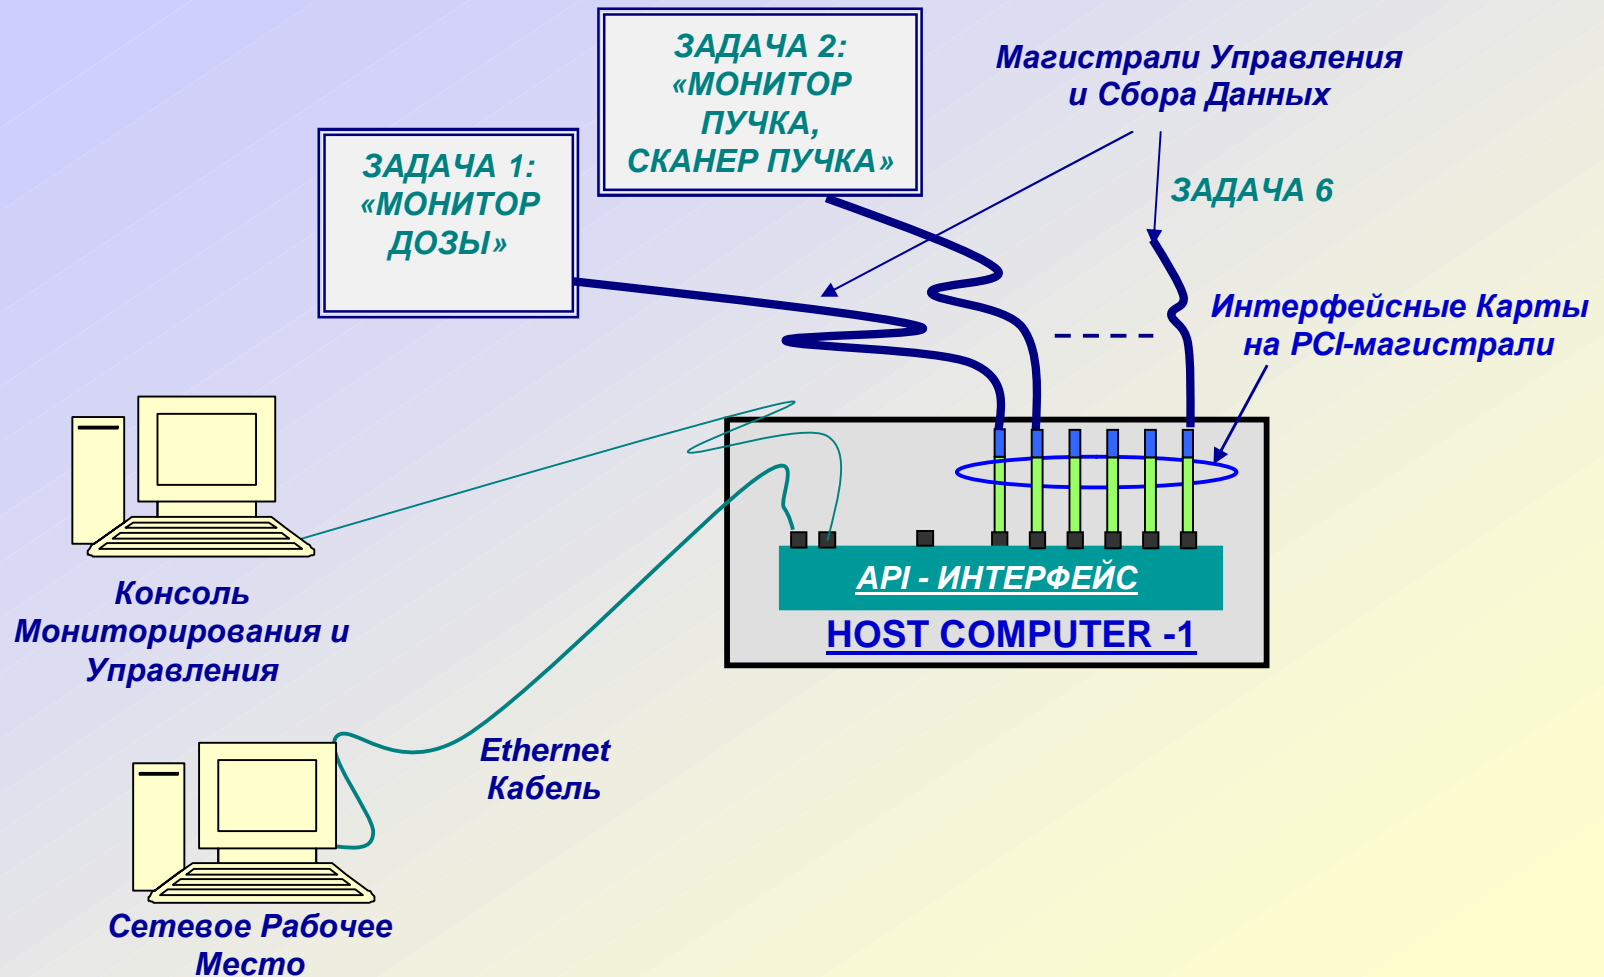 ЗАДАЧА 2:
«МОНИТОР
ПУЧКА,
СКАНЕР ПУЧКА»
Магистрали Управления
и Сбора Данных
ЗАДАЧА 1:
«МОНИТОР
ДОЗЫ»
ЗАДАЧА 6
Интерфейсные Карты
на PCI-магистрали
API - ИНТЕРФЕЙС
HOST COMPUTER -1
Консоль
Мониторирования и
Управления
Ethernet
Кабель
Сетевое Рабочее
Место